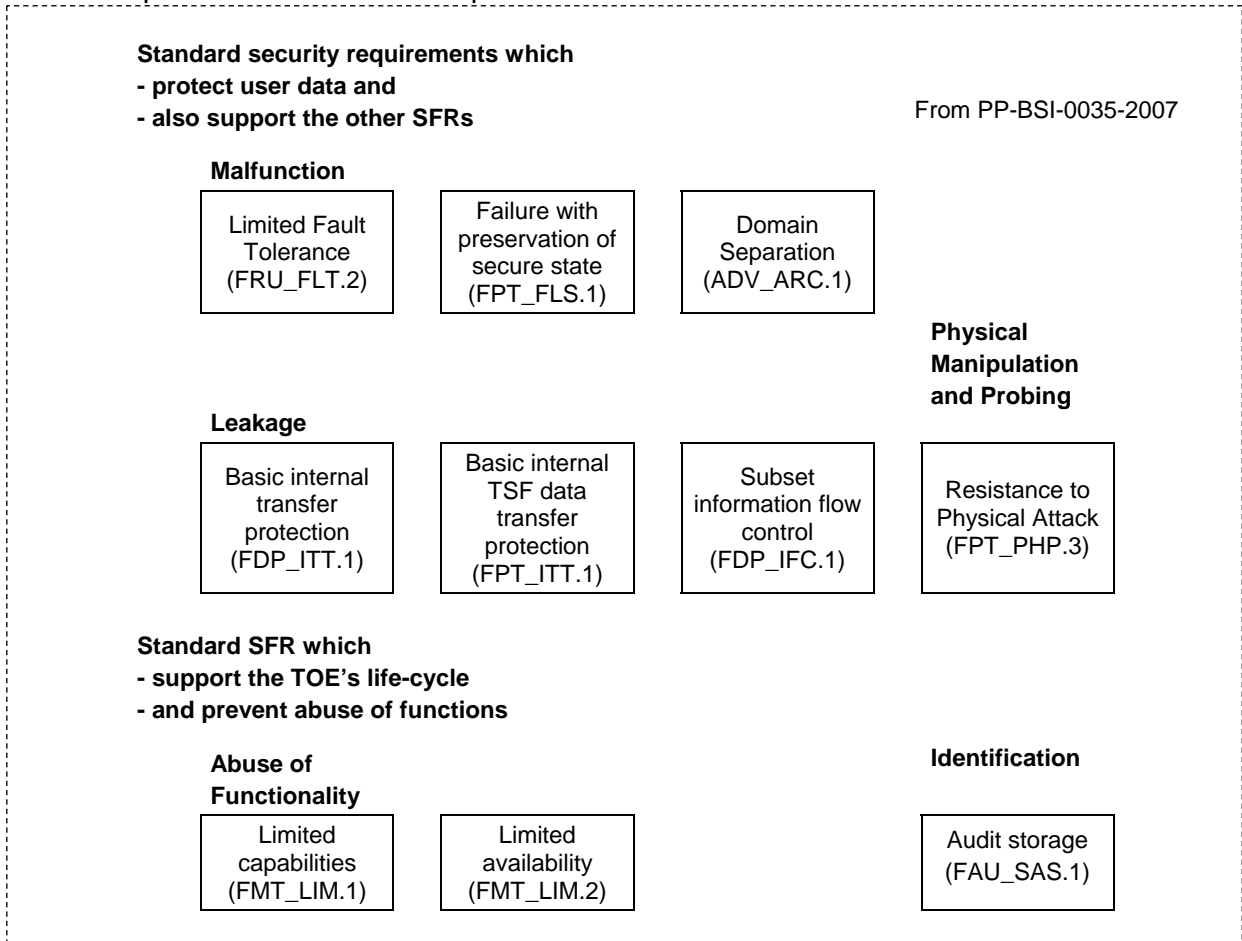 Standard security requirements which
- protect user data and
- also support the other SFRs
From PP-BSI-0035-2007
Malfunction
Limited Fault
Tolerance
(FRU_FLT.2)
Failure with
preservation of
secure state
(FPT_FLS.1)
Domain
Separation
(ADV_ARC.1)
Physical
Manipulation
and Probing
Leakage
Basic internal
transfer
protection
(FDP_ITT.1)
Basic internal
TSF data
transfer
protection
(FPT_ITT.1)
Subset
information flow
control
(FDP_IFC.1)
Resistance to
Physical Attack
(FPT_PHP.3)
Standard SFR which
- support the TOE’s life-cycle
- and prevent abuse of functions
Abuse of
Functionality
Limited
capabilities
(FMT_LIM.1)
Limited
availability
(FMT_LIM.2)
Identification
Audit storage
(FAU_SAS.1)